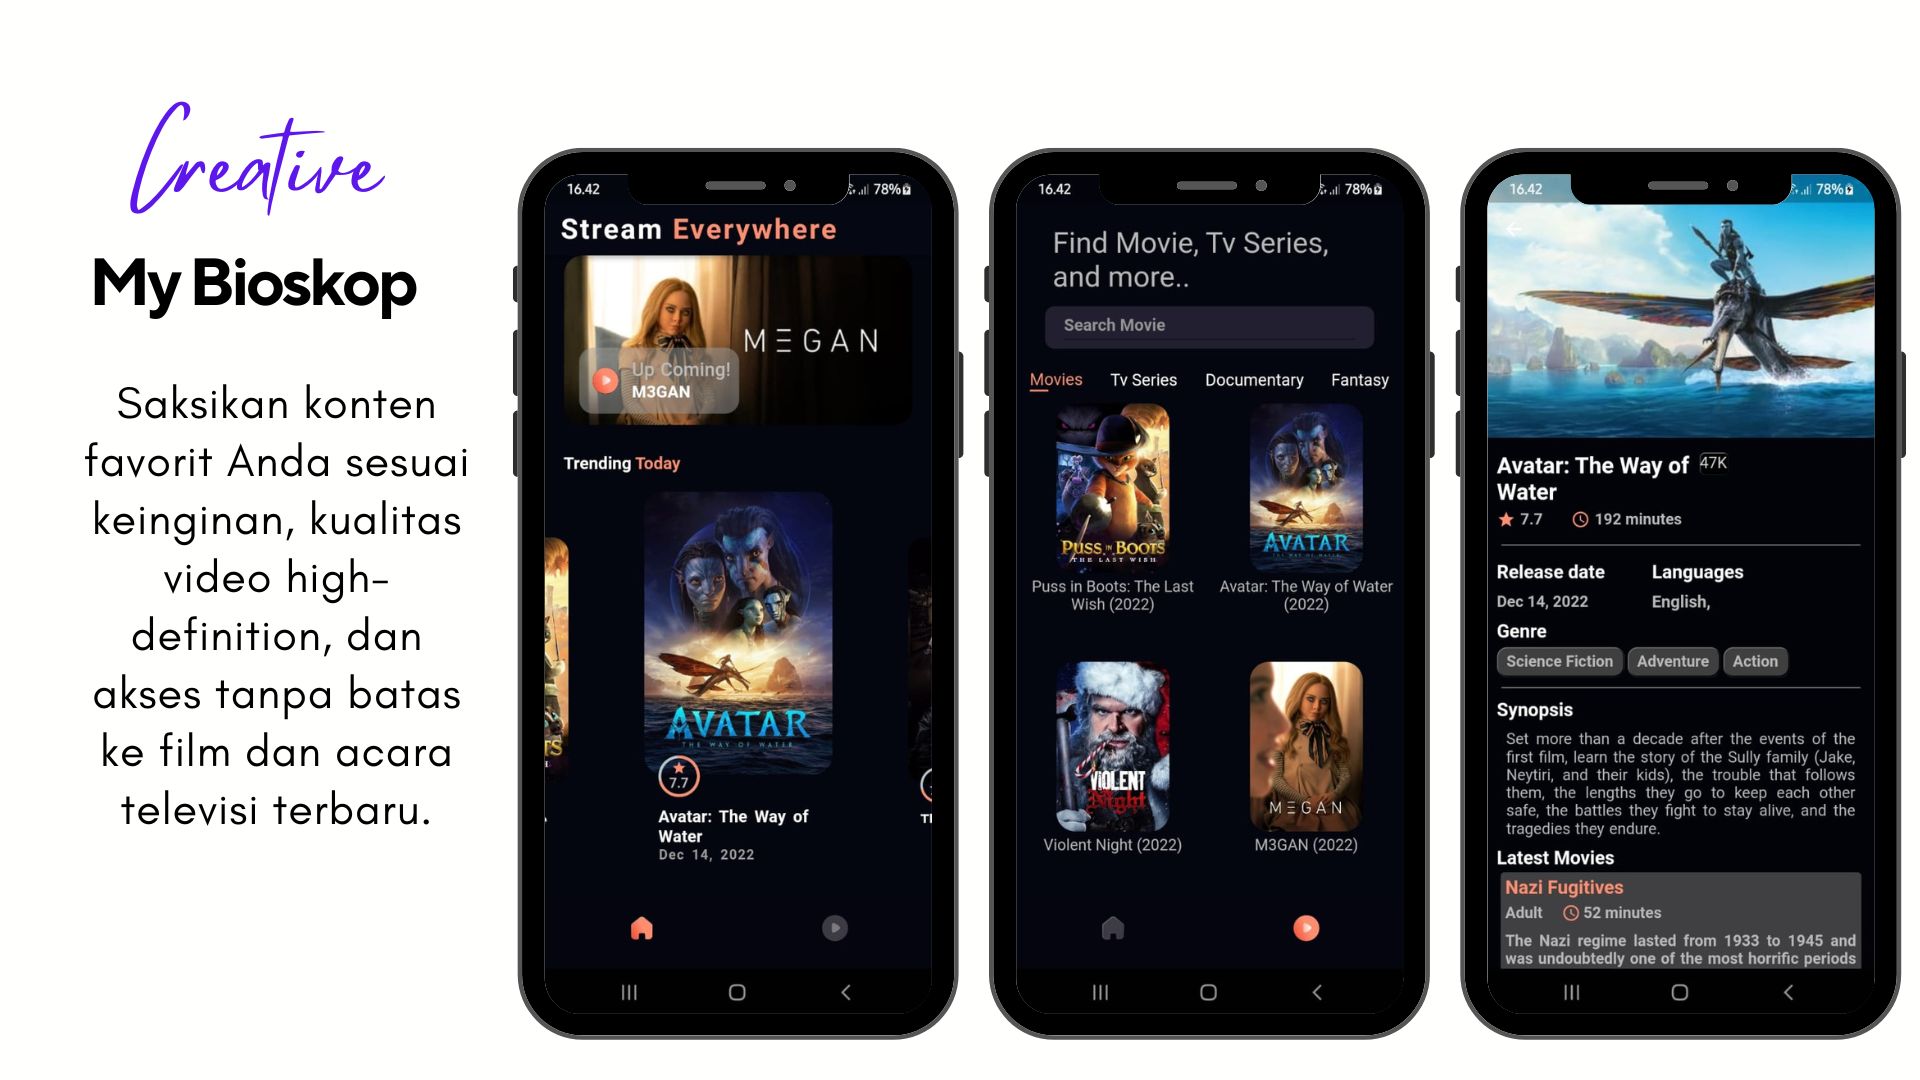 Creative
My Bioskop
Saksikan konten
favorit Anda sesuai
keinginan, kualitas
video high-
definition, dan
akses tanpa batas
ke film dan acara
televisi terbaru.
16.42
78%
Stream Everywhere
MEGAN
Up Coming!
M3GAN
Trending Today
TS
AVATAR
THE WAY OF WATER
7.7
Avatar: The Way of
Water
Dec 14, 2022
16.42
78%
Find Movie, Tv Series,
and more..
Search Movie
Movies
Tv Series
Documentary
Fantasy
PUSS IN BOOTS
THE LAST WISH
AVATAR
Puss in Boots: The Last
Wish (2022)
Avatar: The Way of Water
(2022)
VIOLENT
Night
MEGAN
Violent Night (2022)
M3GAN (2022)
16.42
78%
Avatar: The Way of
Water
47K
7.7
192 minutes
Release date
Languages
Dec 14, 2022
English,
Genre
Science Fiction
Adventure
Action
Synopsis
Set more than a decade after the events of the
first film, learn the story of the Sully family (Jake,
Neytiri, and their kids), the trouble that follows
them, the lengths they go to keep each other
safe, the battles they fight to stay alive, and the
tragedies they endure.
Latest Movies
Nazi Fugitives
Adult
52 minutes
The Nazi regime lasted from 1933 to 1945 and
was undoubtedly one of the most horrific periods